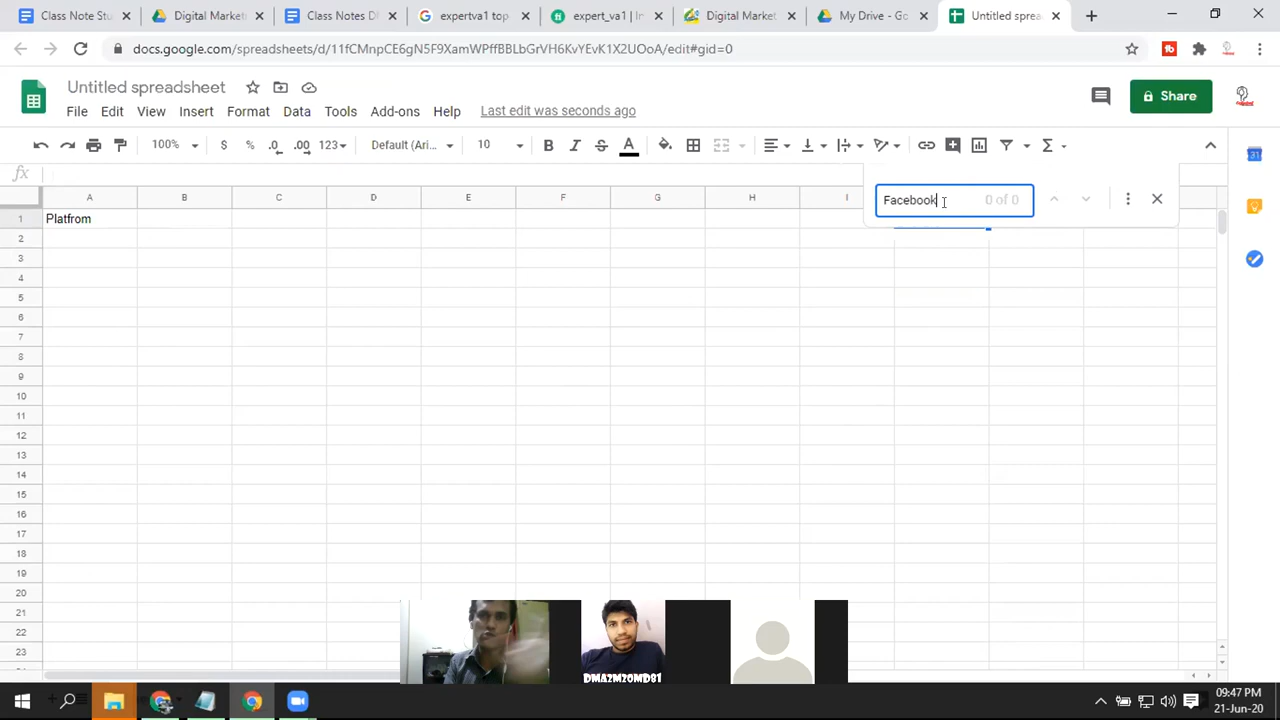 Class Note Stu
Digital Market
Class Notes DM
expertva1 top
expert_va1 | In
Digital Market
My Drive - Go
Untitled sprea
docs.google.com/spreadsheets/d/11fCMnpCE6gN5F9XamWPffBBLbGrVH6KvYEvK1X2UOoA/edit#gid=0
Untitled spreadsheet
File Edit View Insert Format Data Tools Add-ons Help Last edit was seconds ago
Share
100% $ % .0 .00 123 Default (Ari... 10 B I S A
fx
Facebook 0 of 0
A B C D E F G H I
1 Platfrom
2
3
4
5
6
7
8
9
10
11
12
13
14
15
16
17
18
19
20
21
22
23
DMA2M20MD81
09:47 PM
21-Jun-20